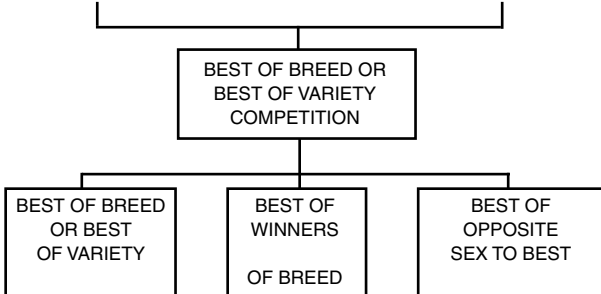 BEST OF BREED OR
BEST OF VARIETY
COMPETITION
BEST OF BREED
OR BEST
OF VARIETY
BEST OF
WINNERS
OF BREED
BEST OF
OPPOSITE
SEX TO BEST